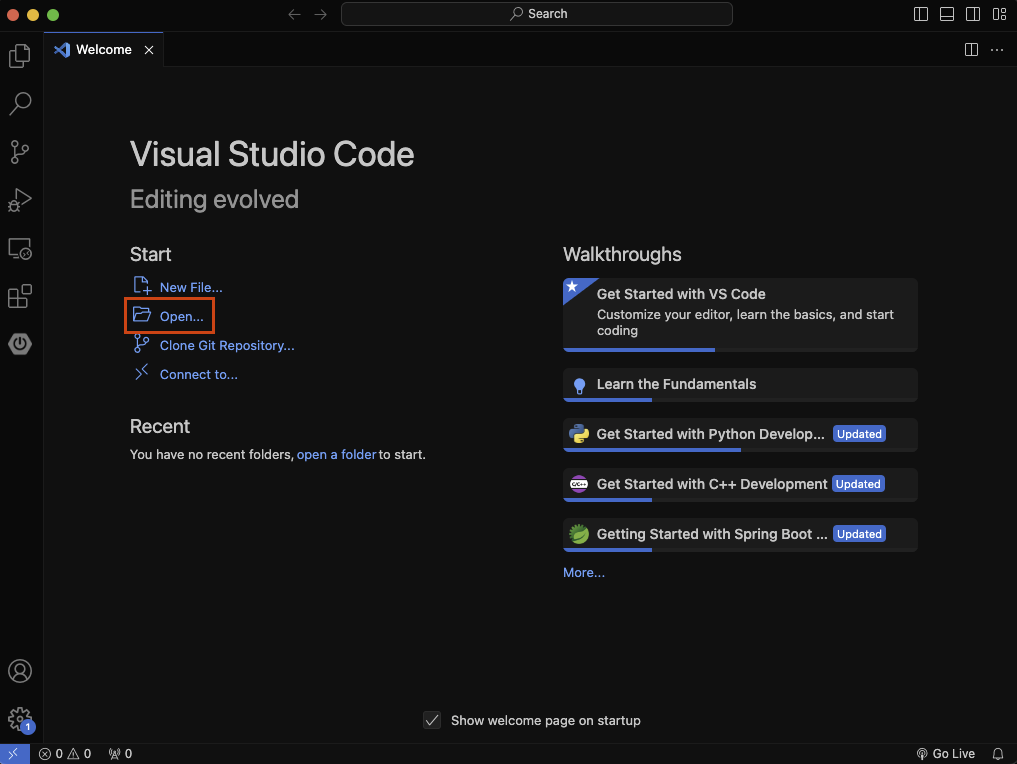 Search
Welcome
Visual Studio Code
Editing evolved
Start
New File...
Open...
Clone Git Repository...
Connect to...
Recent
You have no recent folders, open a folder to start.
Walkthroughs
Get Started with VS Code
Customize your editor, learn the basics, and start
coding
Learn the Fundamentals
Get Started with Python Develop... Updated
C/C++ Get Started with C++ Development Updated
Getting Started with Spring Boot ... Updated
More...
Show welcome page on startup
1
0 0 0 Go Live